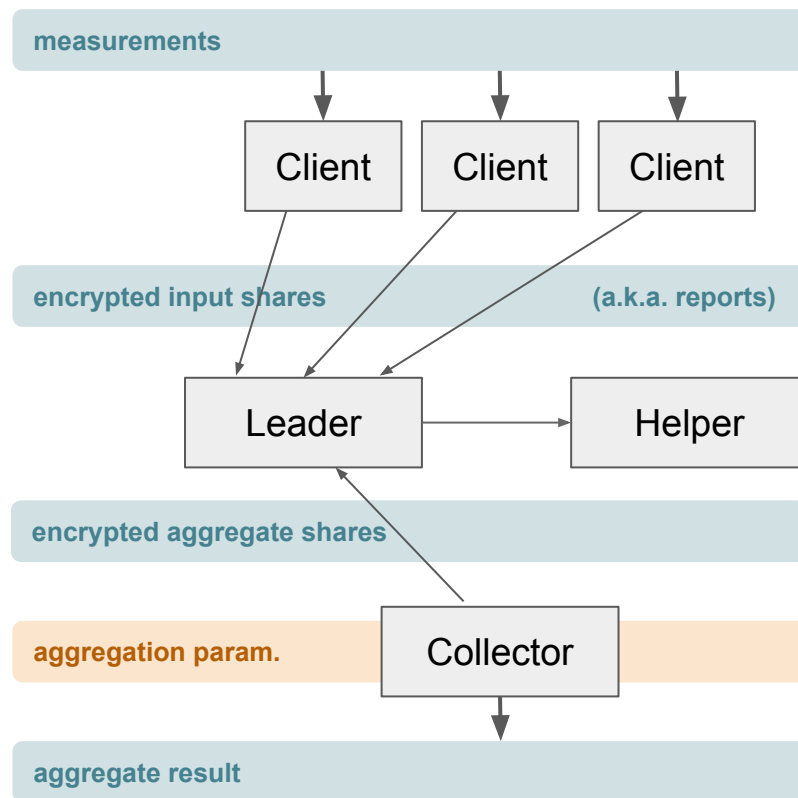 measurements
Client Client Client
encrypted input shares (a.k.a. reports)
Leader Helper
encrypted aggregate shares
aggregation param. Collector
aggregate result